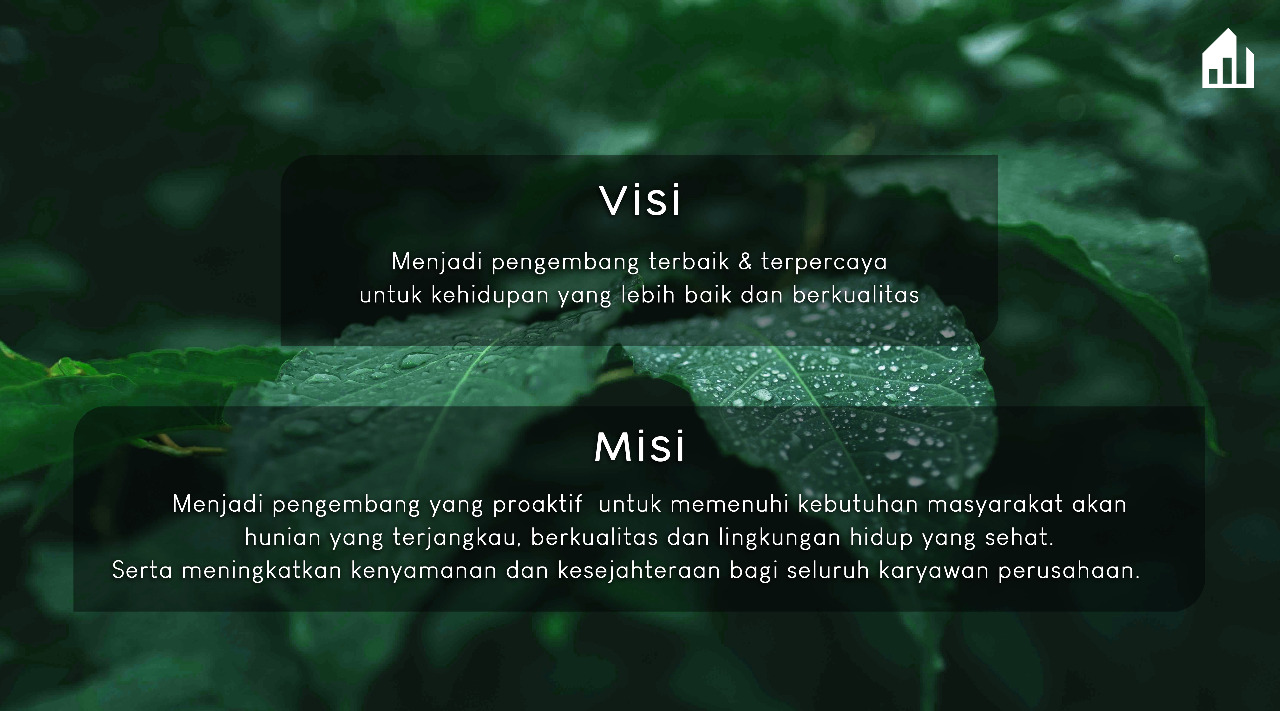 Visi
Menjadi pengembang terbaik & terpercaya
untuk kehidupan yang lebih baik dan berkualitas
Misi
Menjadi pengembang yang proaktif  untuk memenuhi kebutuhan masyarakat akan
hunian yang terjangkau, berkualitas dan lingkungan hidup yang sehat.
Serta meningkatkan kenyamanan dan kesejahteraan bagi seluruh karyawan perusahaan.